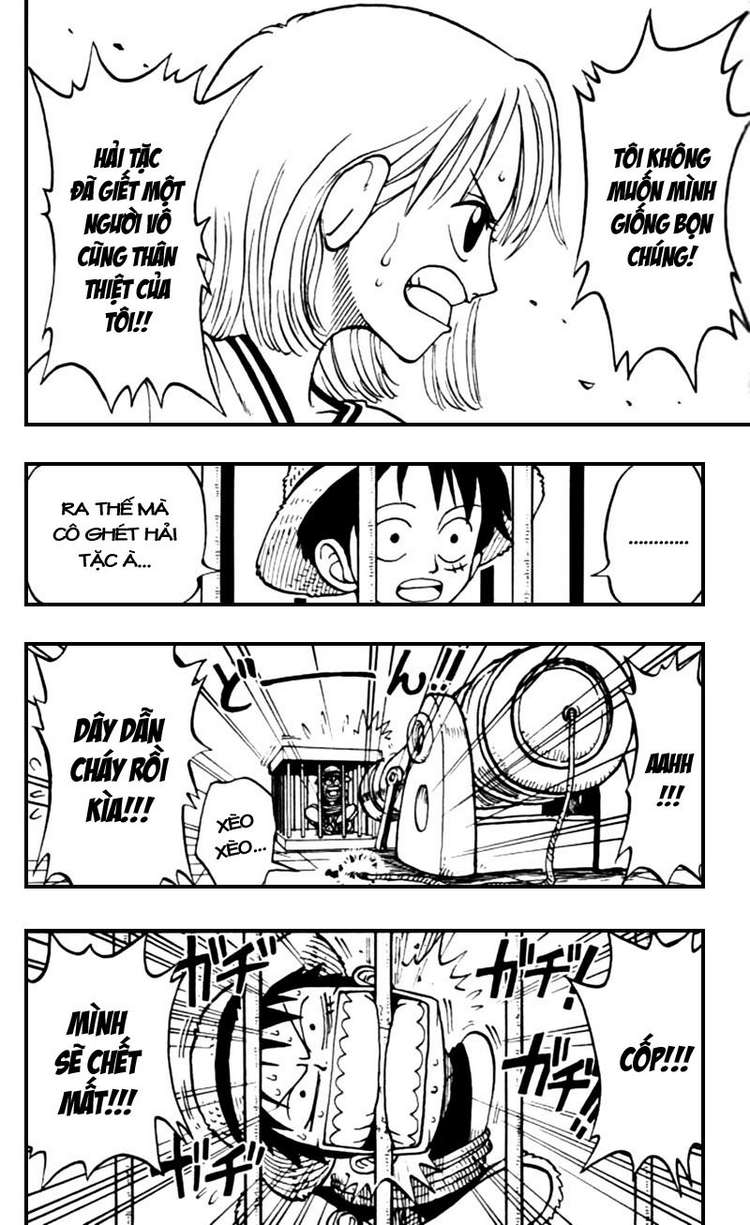 TÔI KHÔNG
MUỐN MÌNH
GIỐNG BỌN
CHÚNG!
HẢI TẶC
ĐÃ GIẾT MỘT
NGƯỜI VÔ
CÙNG THÂN
THIỆT CỦA
TÔI!!
.............
RA THẾ MÀ
CÔ GHÉT HẢI
TẶC À...
AAHH
!!!
どーーん!!
DÂY DẪN
CHÁY RỒI
KÌA!!!
XÈO
XÈO...
CỐP!!!
ガギ!
ガギ!
ガチ
ガチ
MÌNH
SẼ CHẾT
MẤT!!!